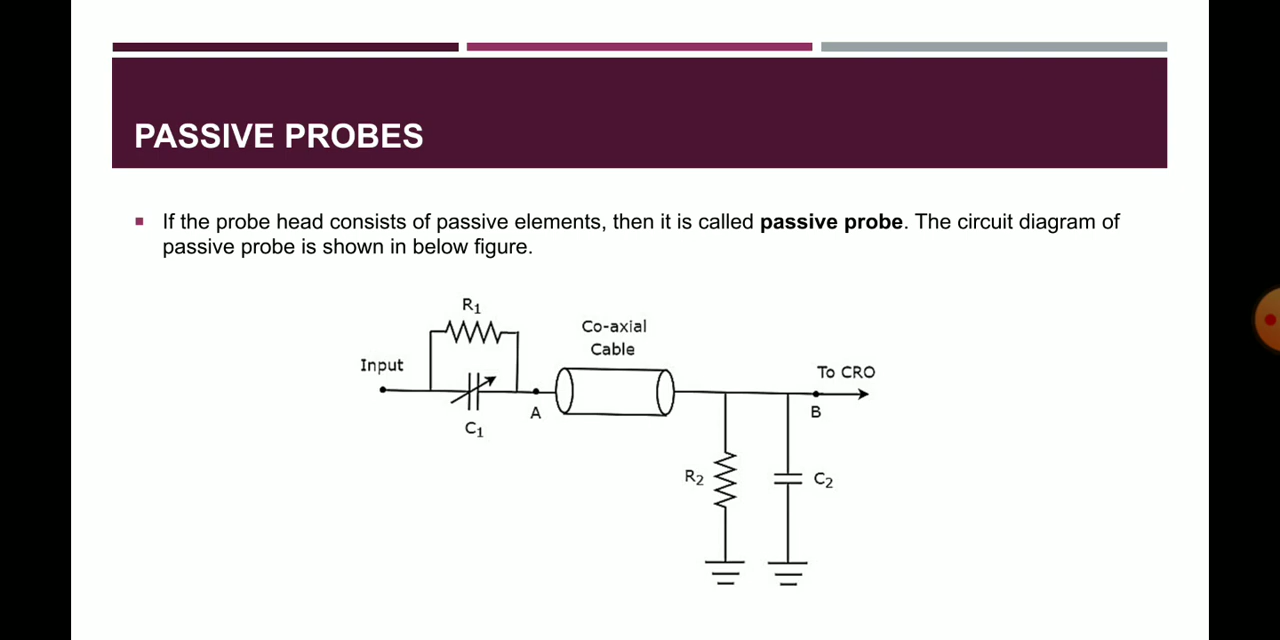 PASSIVE PROBES
If the probe head consists of passive elements, then it is called passive probe. The circuit diagram of
passive probe is shown in below figure.
R1
Co-axial
Cable
Input
To CRO
A
B
C1
R2
C2